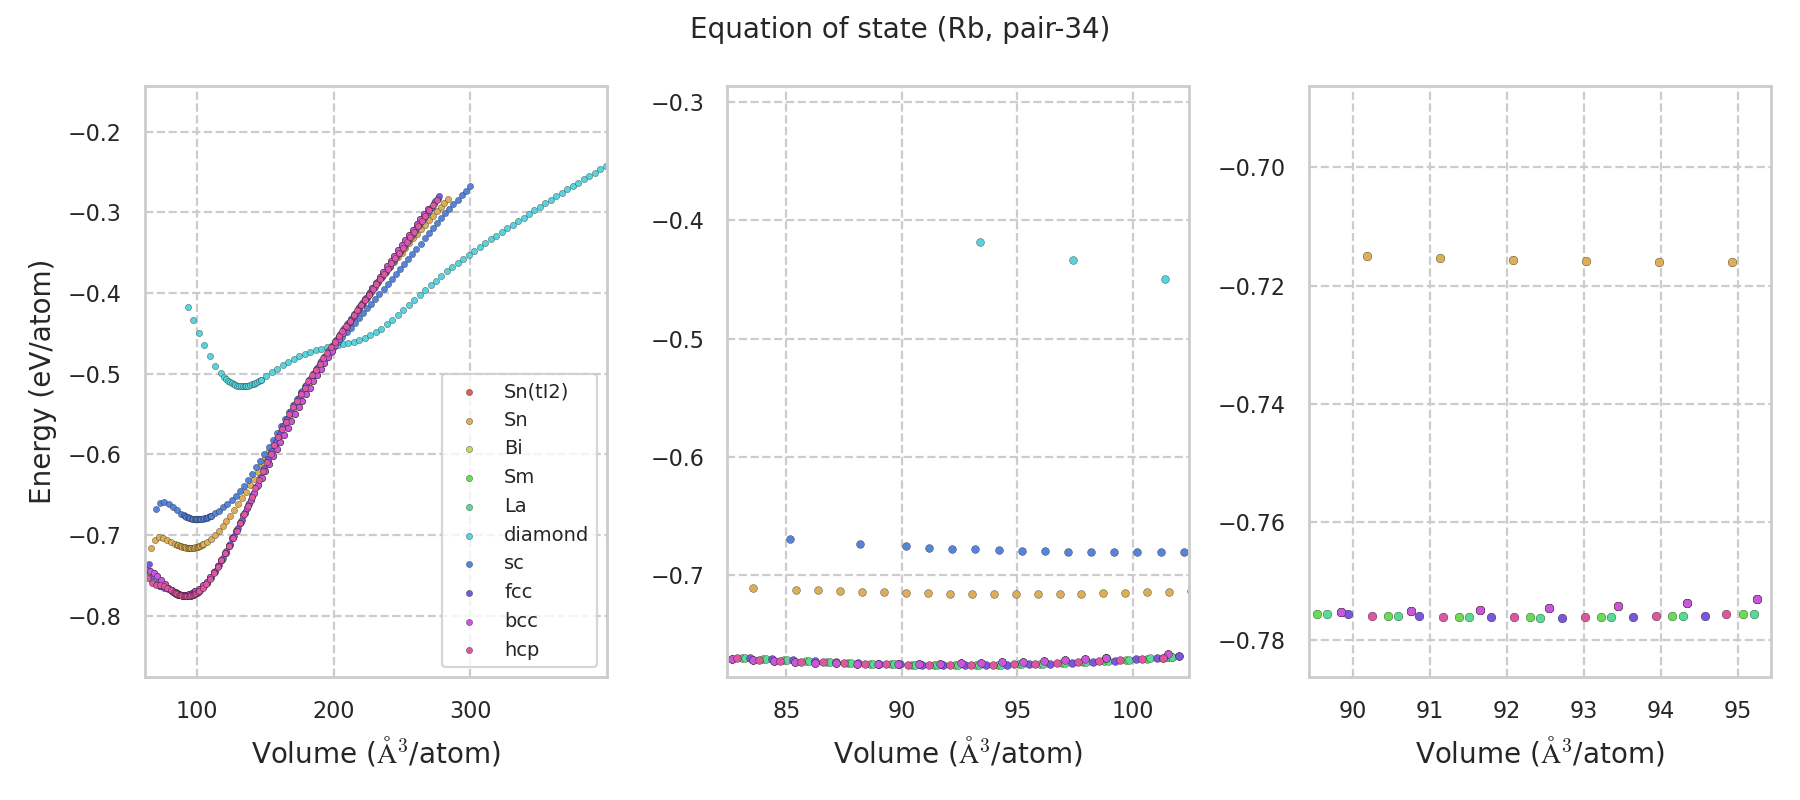 Equation of state (Rb, pair-34)
Energy (eV/atom)
−0.2
−0.3
−0.4
−0.5
−0.6
−0.7
−0.8
100 200 300
Volume (Å³/atom)
Sn(tI2)
Sn
Bi
Sm
La
diamond
sc
fcc
bcc
hcp
−0.3
−0.4
−0.5
−0.6
−0.7
85 90 95 100
Volume (Å³/atom)
−0.70
−0.72
−0.74
−0.76
−0.78
90 91 92 93 94 95
Volume (Å³/atom)